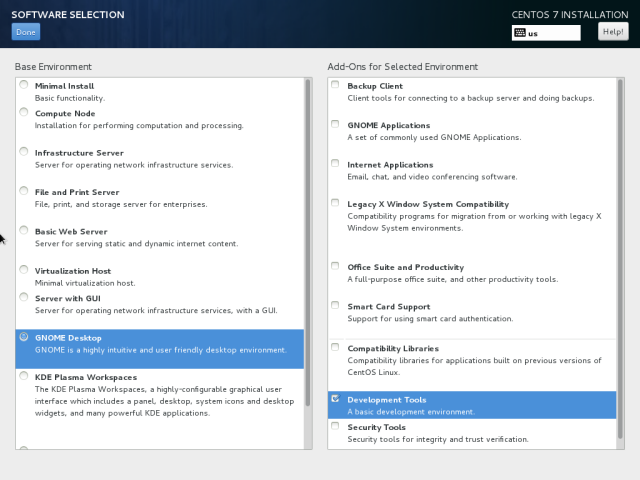 SOFTWARE SELECTION
CENTOS 7 INSTALLATION
Done
us
Help!
Base Environment
Minimal Install
Basic functionality.
Compute Node
Installation for performing computation and processing.
Infrastructure Server
Server for operating network infrastructure services.
File and Print Server
File, print, and storage server for enterprises.
Basic Web Server
Server for serving static and dynamic internet content.
Virtualization Host
Minimal virtualization host.
Server with GUI
Server for operating network infrastructure services, with a GUI.
GNOME Desktop
GNOME is a highly intuitive and user friendly desktop environment.
KDE Plasma Workspaces
The KDE Plasma Workspaces, a highly-configurable graphical user
interface which includes a panel, desktop, system icons and desktop
widgets, and many powerful KDE applications.
Add-Ons for Selected Environment
Backup Client
Client tools for connecting to a backup server and doing backups.
GNOME Applications
A set of commonly used GNOME Applications.
Internet Applications
Email, chat, and video conferencing software.
Legacy X Window System Compatibility
Compatibility programs for migration from or working with legacy X
Window System environments.
Office Suite and Productivity
A full-purpose office suite, and other productivity tools.
Smart Card Support
Support for using smart card authentication.
Compatibility Libraries
Compatibility libraries for applications built on previous versions of
CentOS Linux.
Development Tools
A basic development environment.
Security Tools
Security tools for integrity and trust verification.